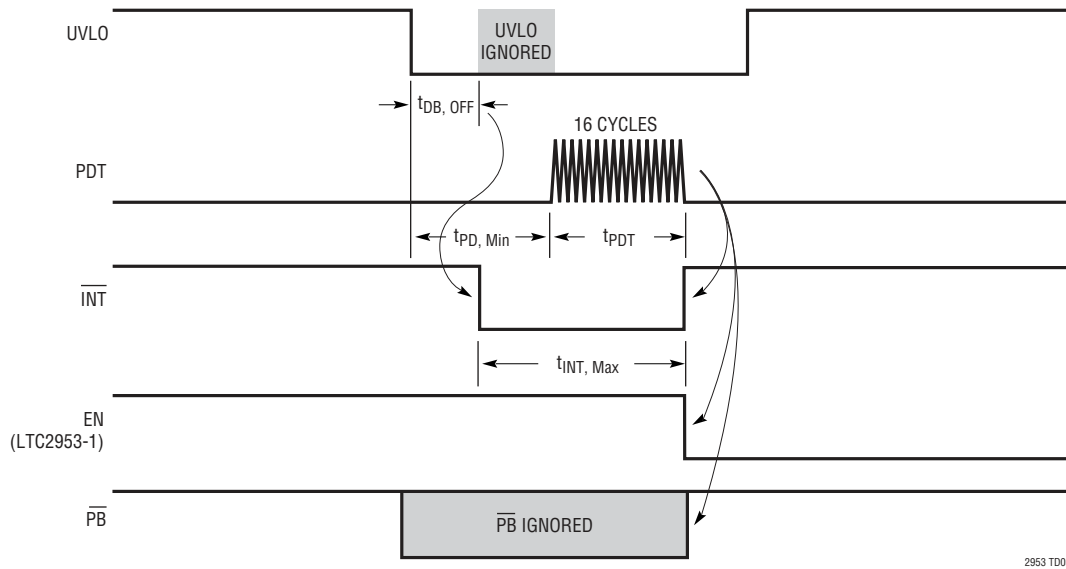 UVLO
UVLO
IGNORED
tDB, OFF
16 CYCLES
PDT
tPD, Min
tPDT
INT
tINT, Max
EN
(LTC2953-1)
PB
PB IGNORED
2953 TD0